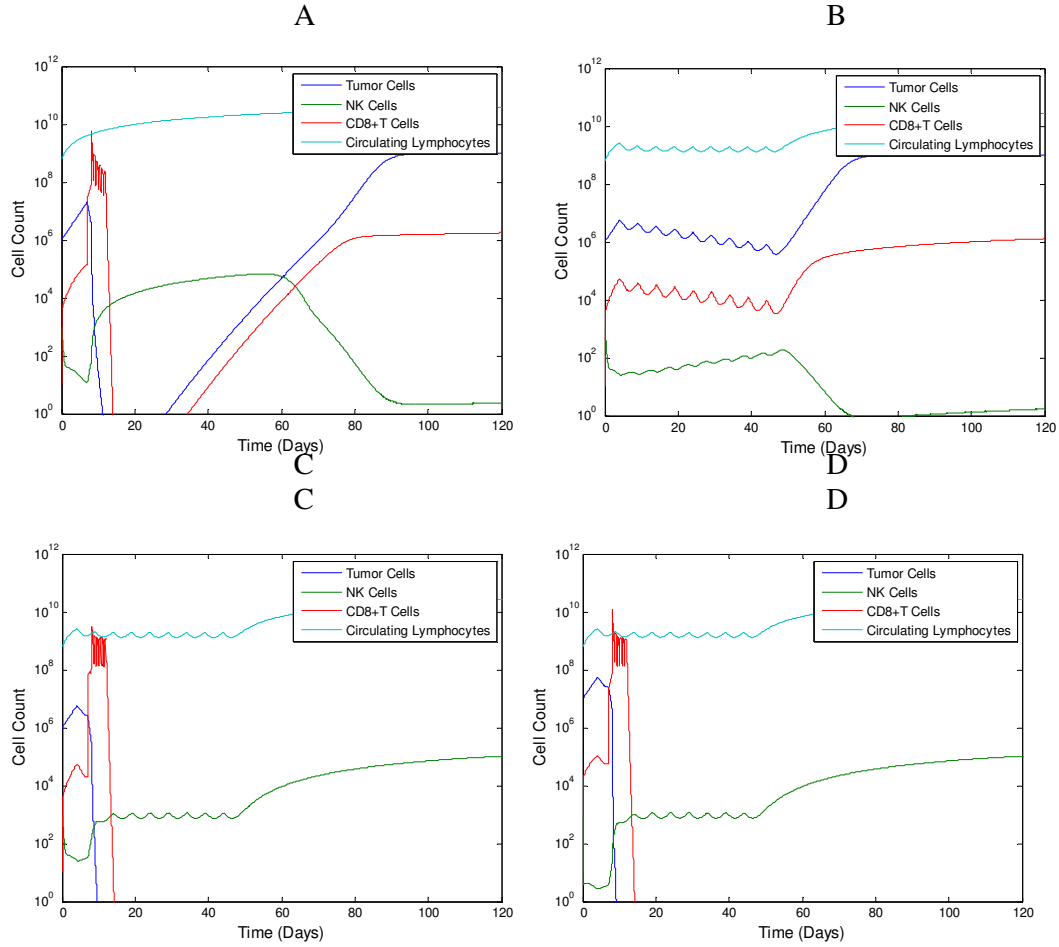 A
B
10^12
10^10
10^8
10^6
10^4
10^2
10^0
Cell Count
Tumor Cells
NK Cells
CD8+T Cells
Circulating Lymphocytes
0 20 40 60 80 100 120
Time (Days)
10^12
10^10
10^8
10^6
10^4
10^2
10^0
Cell Count
Tumor Cells
NK Cells
CD8+T Cells
Circulating Lymphocytes
0 20 40 60 80 100 120
Time (Days)
C
D
C
D
10^12
10^10
10^8
10^6
10^4
10^2
10^0
Cell Count
Tumor Cells
NK Cells
CD8+T Cells
Circulating Lymphocytes
0 20 40 60 80 100 120
Time (Days)
10^12
10^10
10^8
10^6
10^4
10^2
10^0
Cell Count
Tumor Cells
NK Cells
CD8+T Cells
Circulating Lymphocytes
0 20 40 60 80 100 120
Time (Days)